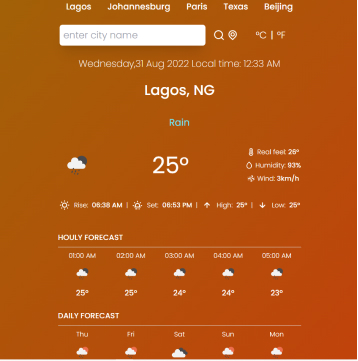 Lagos Johannesburg Paris Texas Beijing
enter city name °C | °F
Wednesday,31 Aug 2022 Local time: 12:33 AM
Lagos, NG
Rain
25°
Real feel: 26°
Humidity: 93%
Wind: 3km/h
Rise: 06:38 AM | Set: 06:53 PM | High: 25° | Low: 25°
HOULY FORECAST
01:00 AM 02:00 AM 03:00 AM 04:00 AM 05:00 AM
25° 25° 24° 24° 23°
DAILY FORECAST
Thu Fri Sat Sun Mon